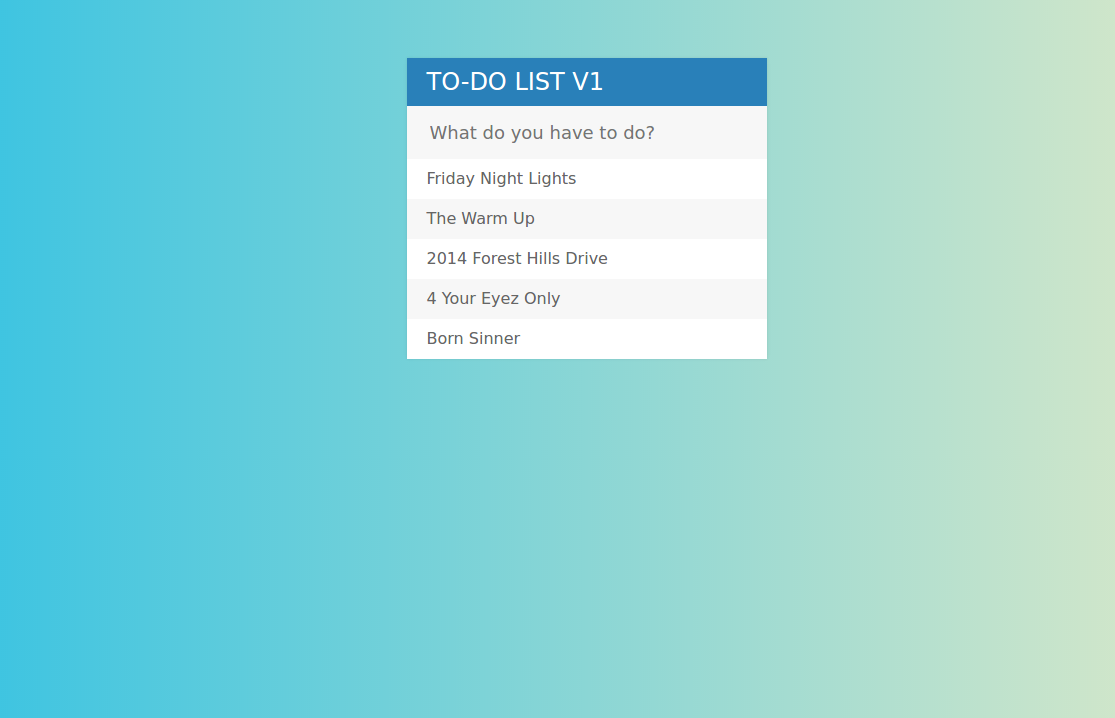 TO-DO LIST V1
What do you have to do?
Friday Night Lights
The Warm Up
2014 Forest Hills Drive
4 Your Eyez Only
Born Sinner